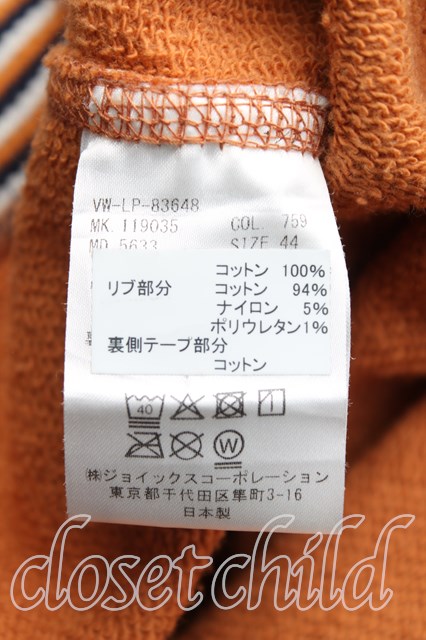 VW-LP-83648
MK. 119035 COL. 759
MD. 5633 SIZE 44
コットン 100%
リブ部分 コットン 94%
ナイロン 5%
ポリウレタン1%
裏側テープ部分
コットン
40
W
㈱ジョイックスコーポレーション
東京都千代田区隼町3-16
日本製
closet child